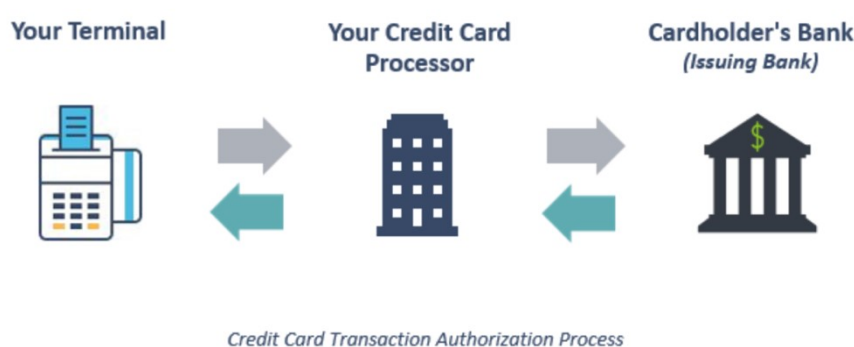 Your Terminal
Your Credit Card
Processor
Cardholder's Bank
(Issuing Bank)
$
Credit Card Transaction Authorization Process